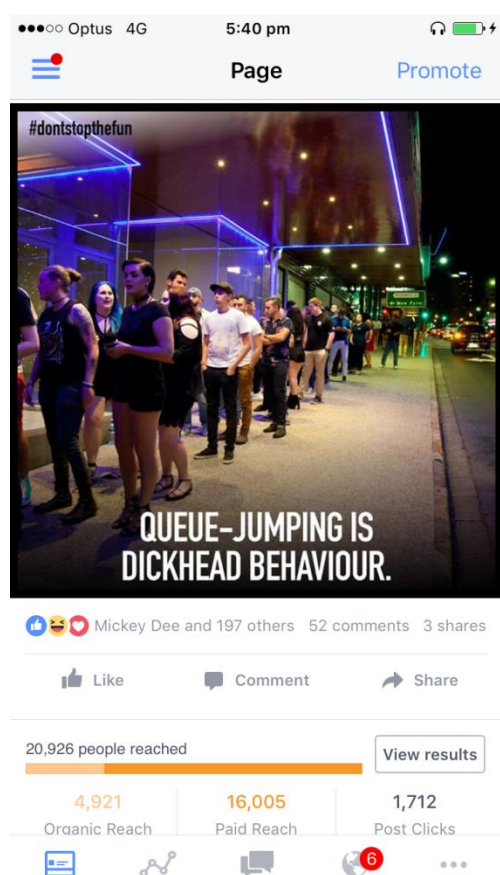 Optus 4G 5:40 pm
Page Promote
#dontstopthefun
New Farm
QUEUE-JUMPING IS
DICKHEAD BEHAVIOUR.
Mickey Dee and 197 others 52 comments 3 shares
Like Comment Share
20,926 people reached View results
4,921 16,005 1,712
Organic Reach Paid Reach Post Clicks
6